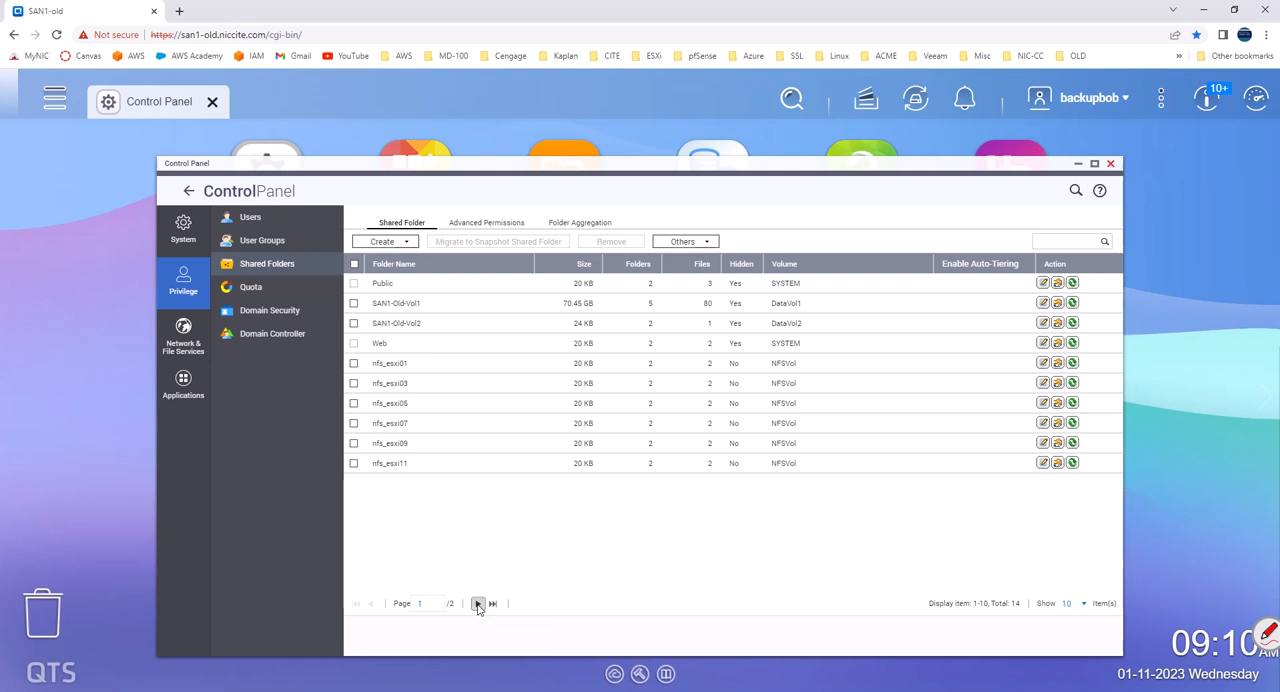 SAN1-old
Not secure | https://san1-old.niccite.com/cgi-bin/
MyNIC Canvas AWS AWS Academy IAM Gmail YouTube AWS MD-100 Cengage Kaplan CITE ESXi pfSense Azure SSL Linux ACME Veeam Misc NIC-CC OLD » Other bookmarks
Control Panel
backupbob
10+
Control Panel
ControlPanel
System
Privilege
Network &
File Services
Applications
Users
User Groups
Shared Folders
Quota
Domain Security
Domain Controller
Shared Folder Advanced Permissions Folder Aggregation
Create Migrate to Snapshot Shared Folder Remove Others
Folder Name Size Folders Files Hidden Volume Enable Auto-Tiering Action
Public 20 KB 2 3 Yes SYSTEM
SAN1-Old-Vol1 70.45 GB 5 80 Yes DataVol1
SAN1-Old-Vol2 24 KB 2 1 Yes DataVol2
Web 20 KB 2 2 Yes SYSTEM
nfs_esxi01 20 KB 2 2 No NFSVol
nfs_esxi03 20 KB 2 2 No NFSVol
nfs_esxi05 20 KB 2 2 No NFSVol
nfs_esxi07 20 KB 2 2 No NFSVol
nfs_esxi09 20 KB 2 2 No NFSVol
nfs_esxi11 20 KB 2 2 No NFSVol
Page 1 /2 Display item: 1-10, Total: 14 Show 10 Item(s)
QTS
09:10 AM
01-11-2023 Wednesday